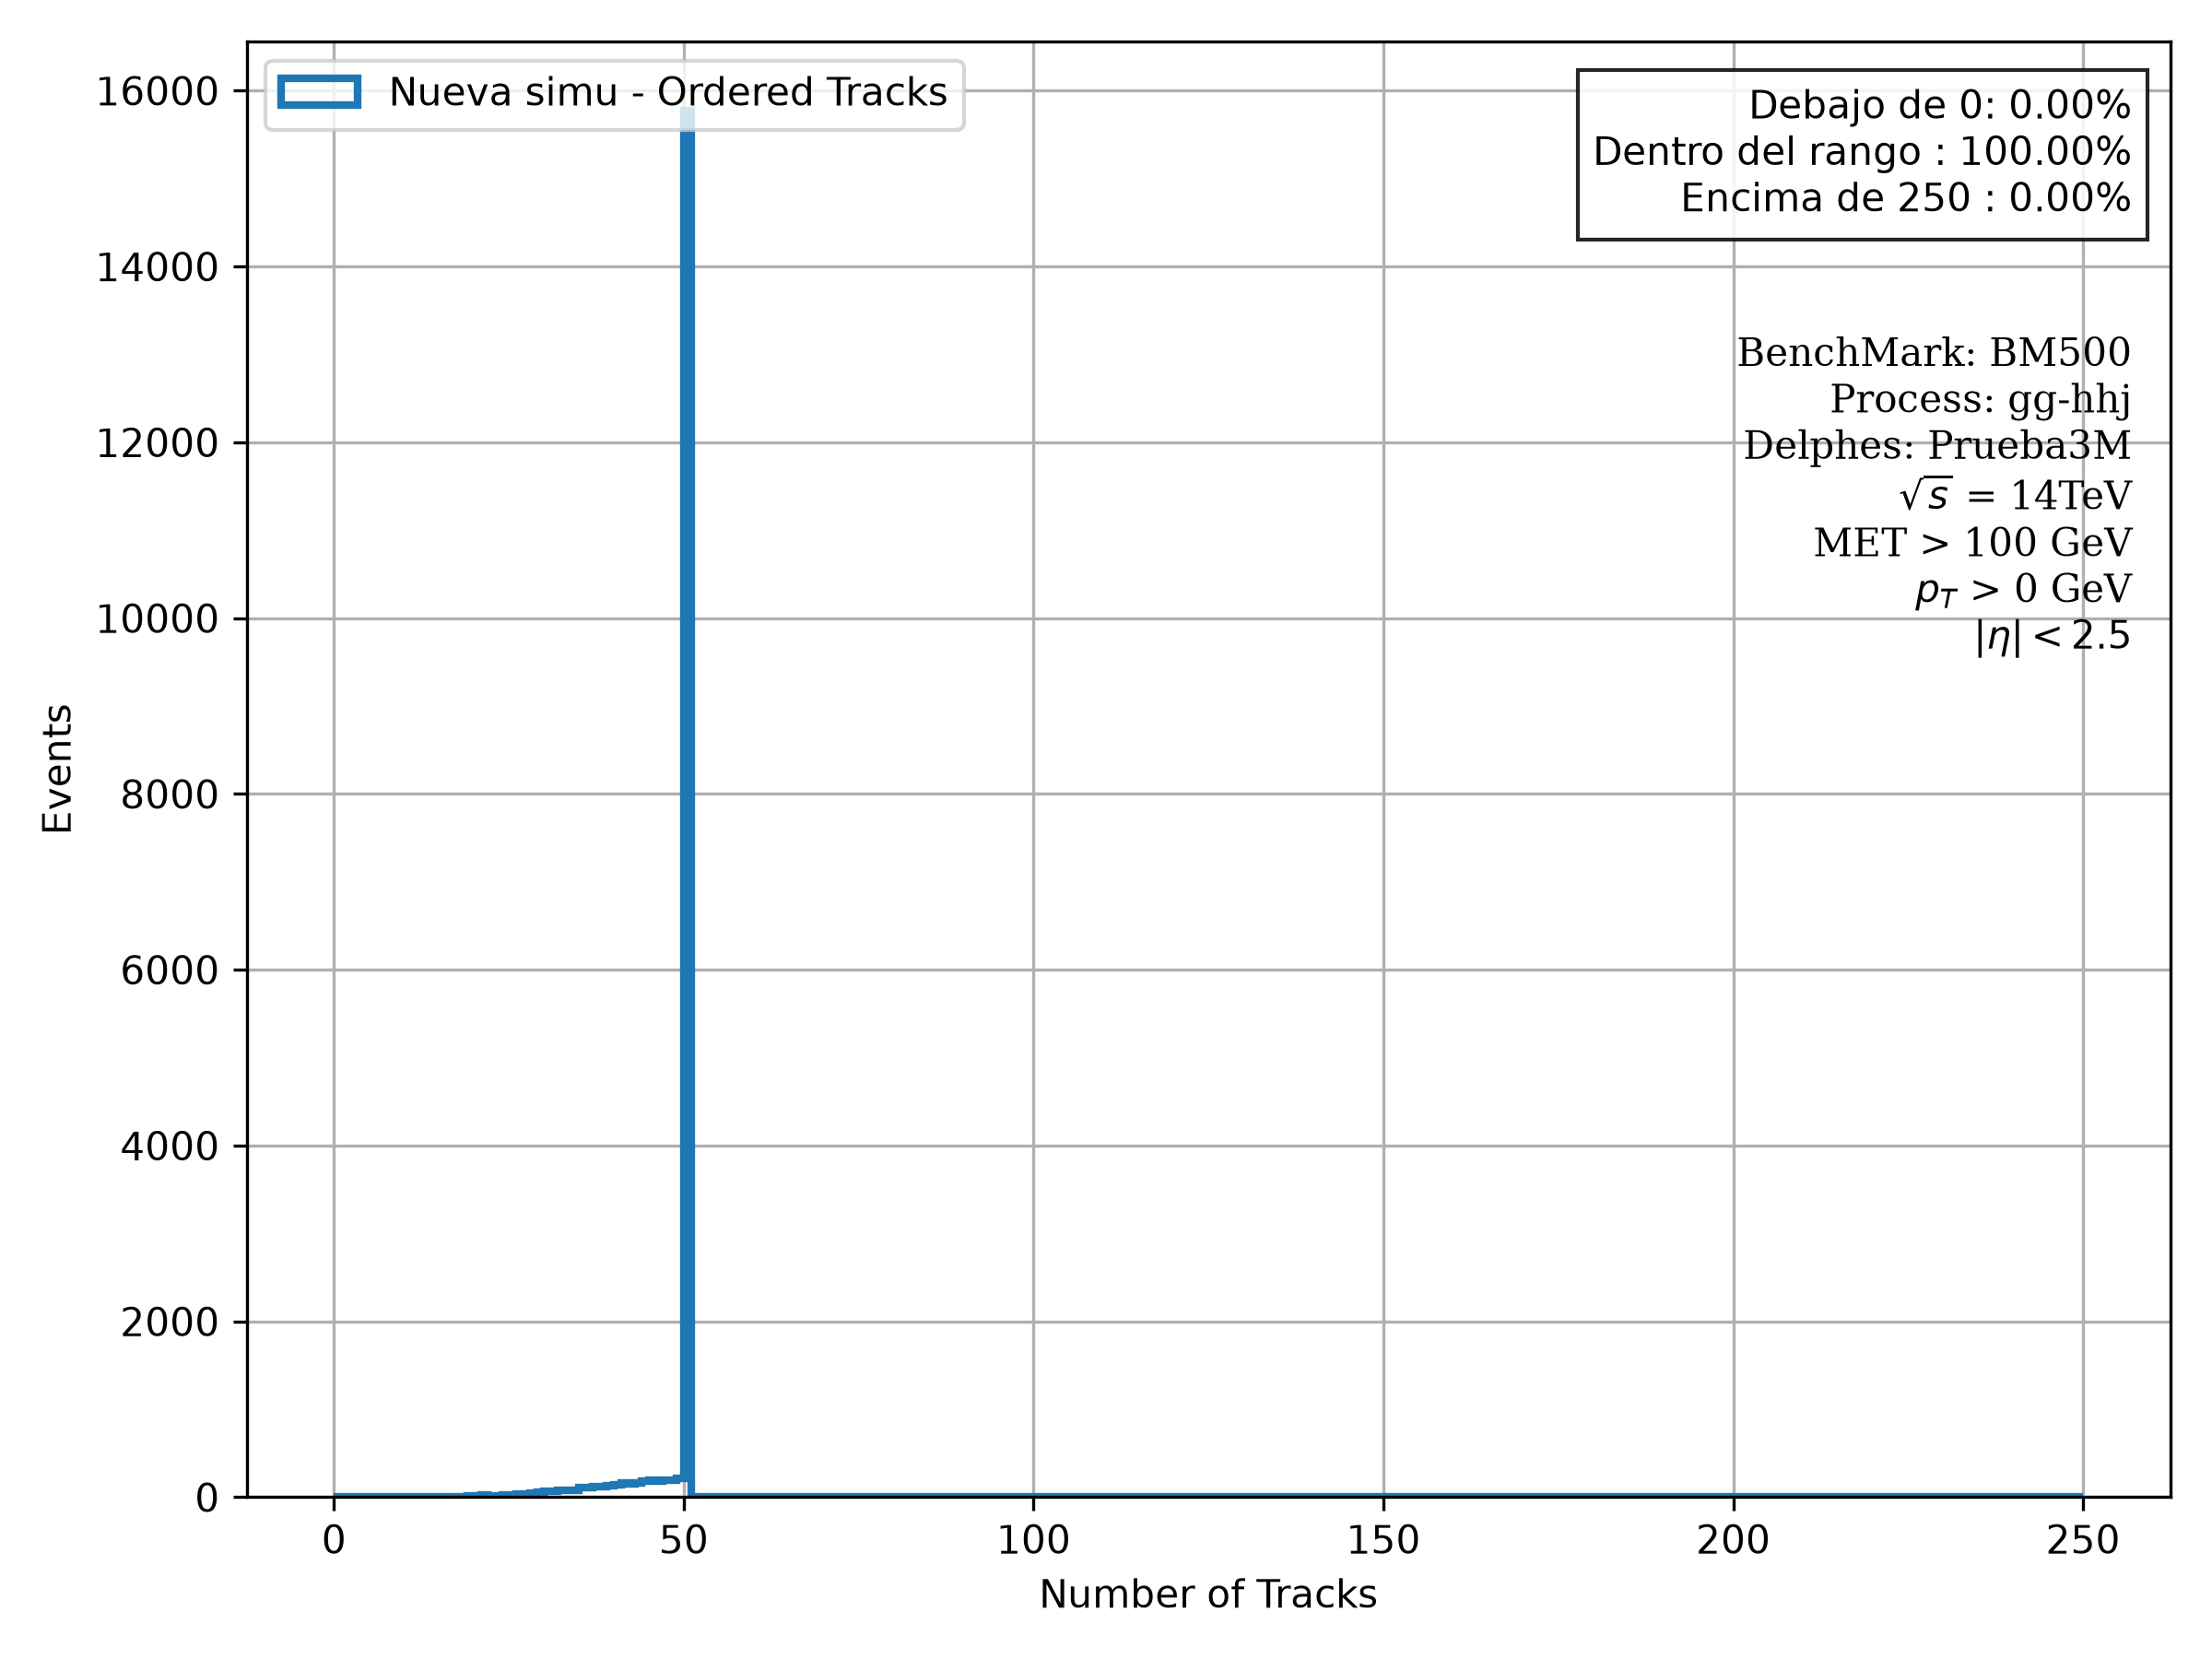 Nueva simu - Ordered Tracks
Debajo de 0: 0.00%
Dentro del rango : 100.00%
Encima de 250 : 0.00%
BenchMark: BM500
Process: gg-hhj
Delphes: Prueba3M
√s = 14TeV
MET > 100 GeV
p_T > 0 GeV
|η| < 2.5
Events
16000
14000
12000
10000
8000
6000
4000
2000
0
0 50 100 150 200 250
Number of Tracks